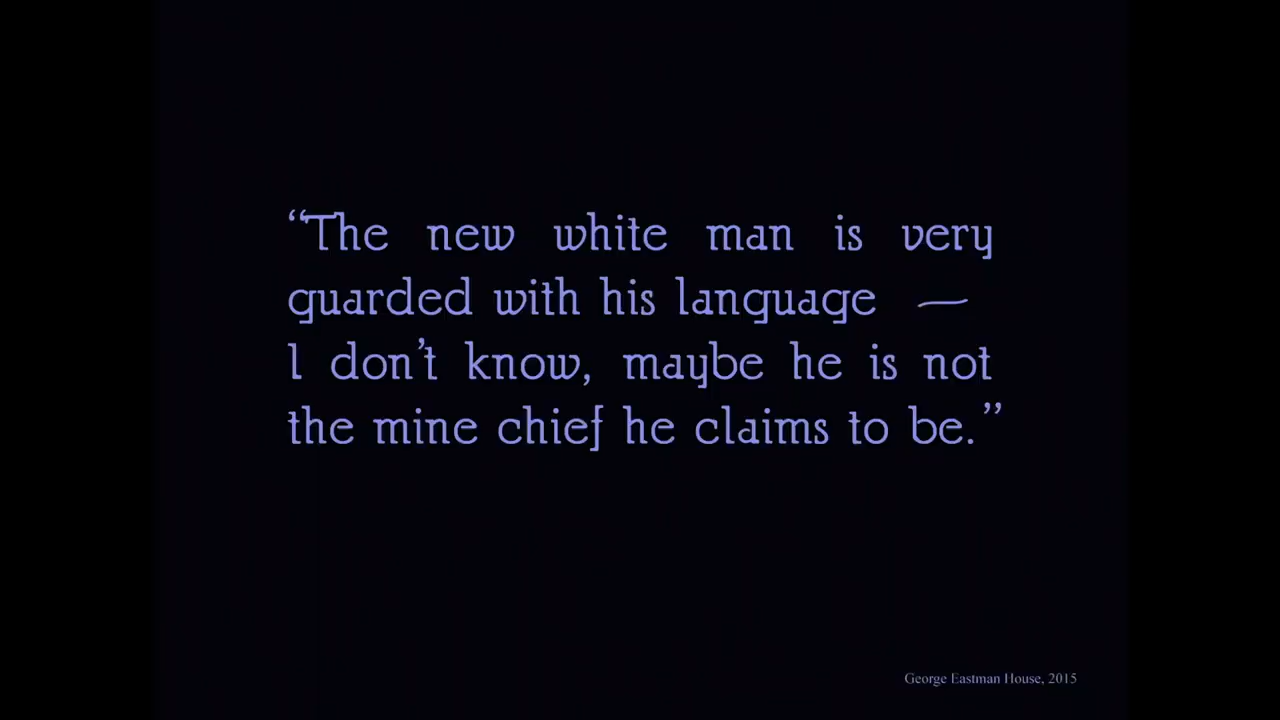 “The new white man is very
guarded with his language —
I don’t know, maybe he is not
the mine chief he claims to be.”
George Eastman House, 2015